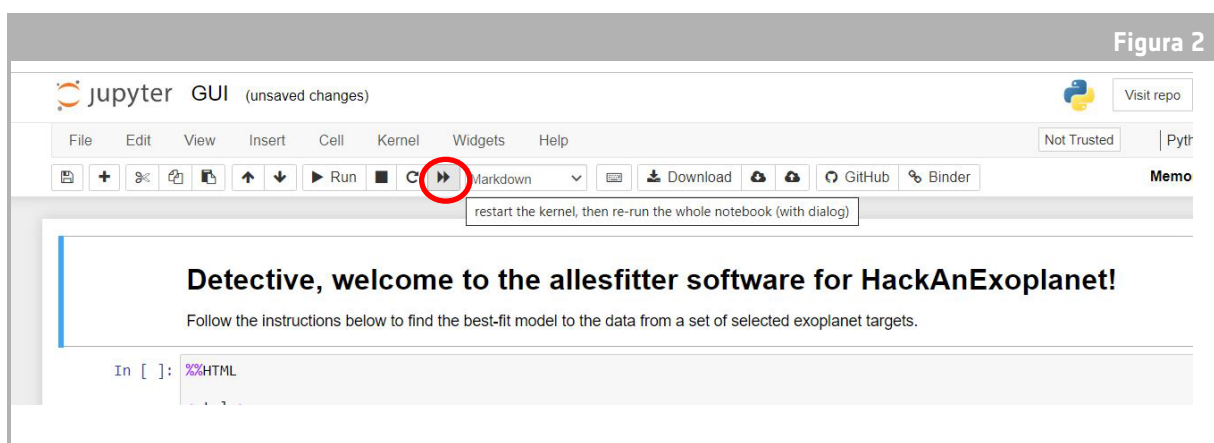 Figura 2
jupyter GUI (unsaved changes) Visit repo
File Edit View Insert Cell Kernel Widgets Help Not Trusted Pyth
Run C Markdown Download GitHub Binder Memo
restart the kernel, then re-run the whole notebook (with dialog)
Detective, welcome to the allesfitter software for HackAnExoplanet!
Follow the instructions below to find the best-fit model to the data from a set of selected exoplanet targets.
In [ ]: %%HTML